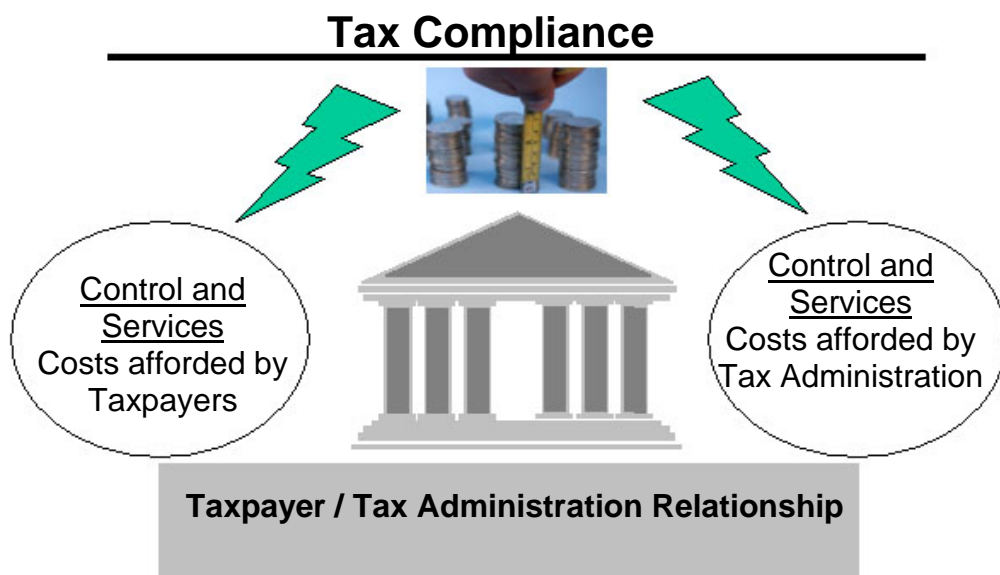 Tax Compliance
Control and
Services
Costs afforded by
Taxpayers
Control and
Services
Costs afforded by
Tax Administration
Taxpayer / Tax Administration Relationship